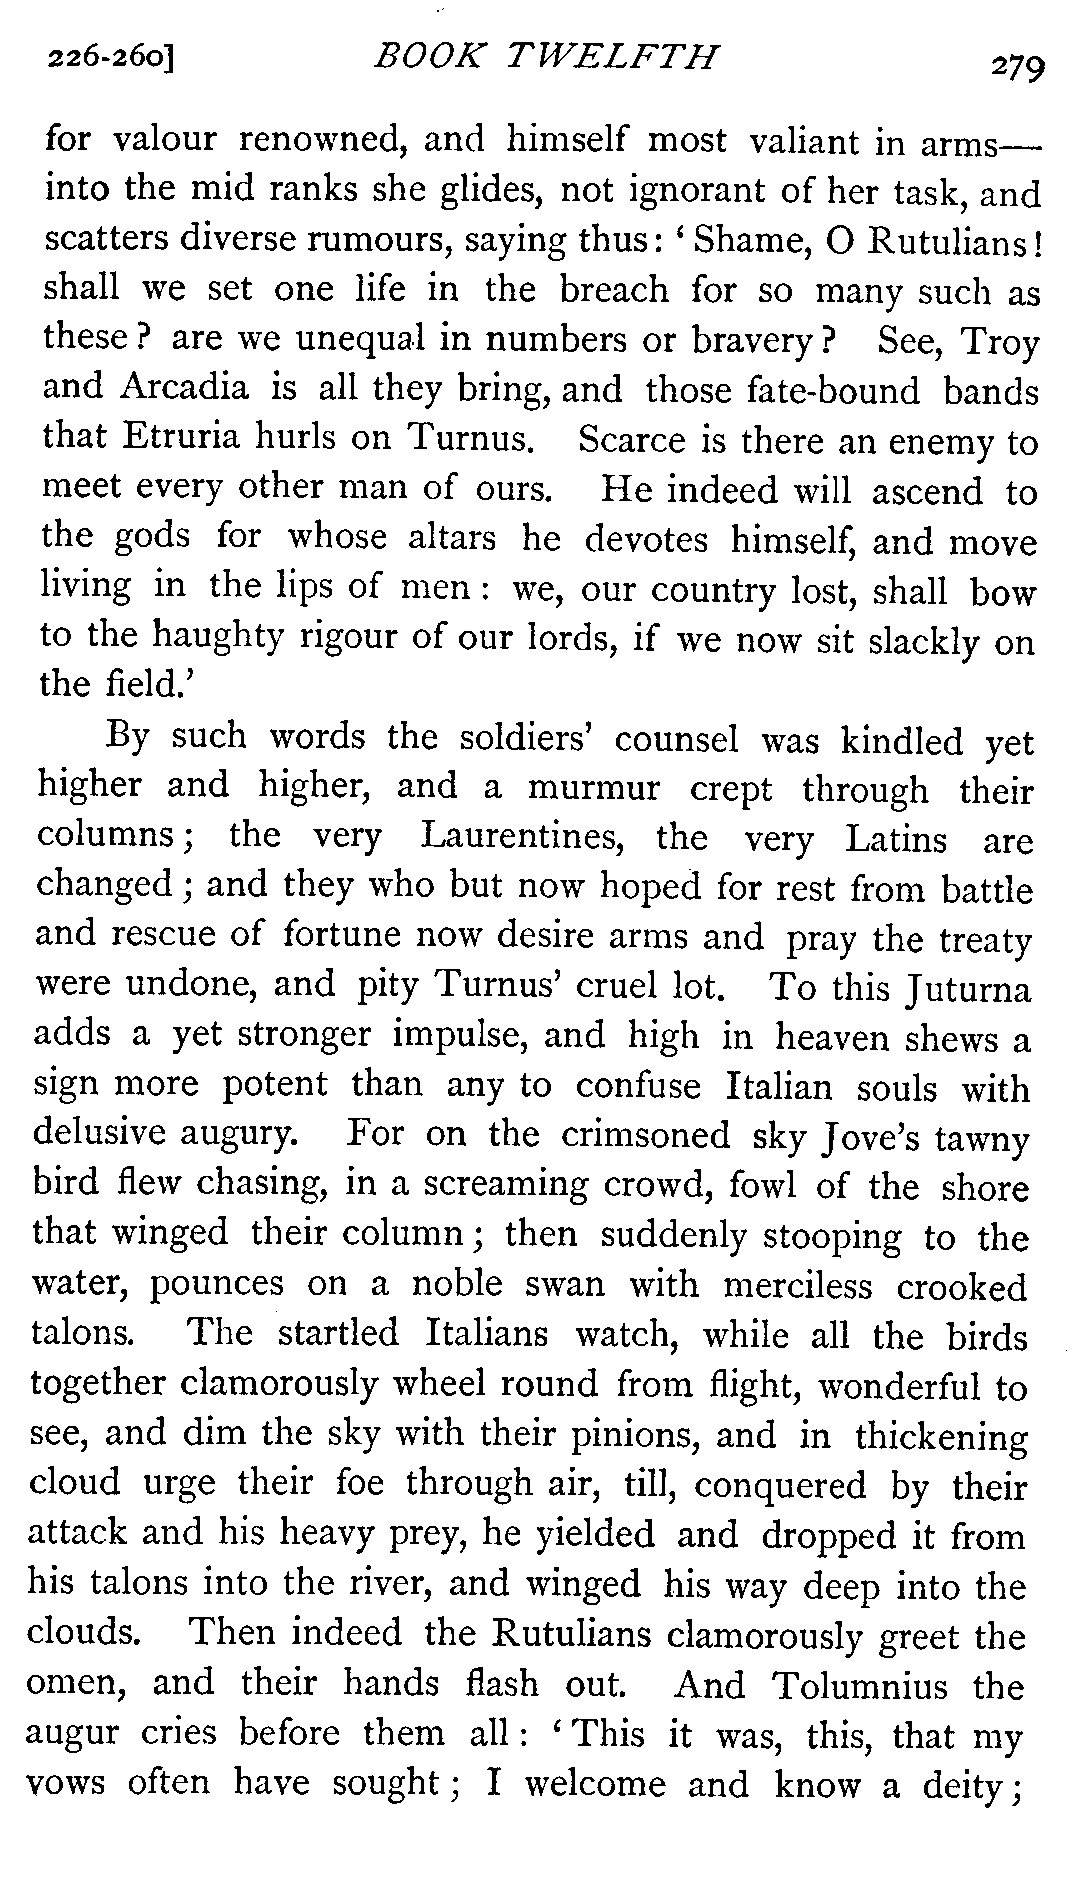 226-260] BOOK TWELFTH 279
for valour renowned, and himself most valiant in arms—
into the mid ranks she glides, not ignorant of her task, and
scatters diverse rumours, saying thus: ‘Shame, O Rutulians!
shall we set one life in the breach for so many such as
these? are we unequal in numbers or bravery? See, Troy
and Arcadia is all they bring, and those fate-bound bands
that Etruria hurls on Turnus. Scarce is there an enemy to
meet every other man of ours. He indeed will ascend to
the gods for whose altars he devotes himself, and move
living in the lips of men: we, our country lost, shall bow
to the haughty rigour of our lords, if we now sit slackly on
the field.’
By such words the soldiers’ counsel was kindled yet
higher and higher, and a murmur crept through their
columns; the very Laurentines, the very Latins are
changed; and they who but now hoped for rest from battle
and rescue of fortune now desire arms and pray the treaty
were undone, and pity Turnus’ cruel lot. To this Juturna
adds a yet stronger impulse, and high in heaven shews a
sign more potent than any to confuse Italian souls with
delusive augury. For on the crimsoned sky Jove’s tawny
bird flew chasing, in a screaming crowd, fowl of the shore
that winged their column; then suddenly stooping to the
water, pounces on a noble swan with merciless crooked
talons. The startled Italians watch, while all the birds
together clamorously wheel round from flight, wonderful to
see, and dim the sky with their pinions, and in thickening
cloud urge their foe through air, till, conquered by their
attack and his heavy prey, he yielded and dropped it from
his talons into the river, and winged his way deep into the
clouds. Then indeed the Rutulians clamorously greet the
omen, and their hands flash out. And Tolumnius the
augur cries before them all: ‘This it was, this, that my
vows often have sought; I welcome and know a deity;